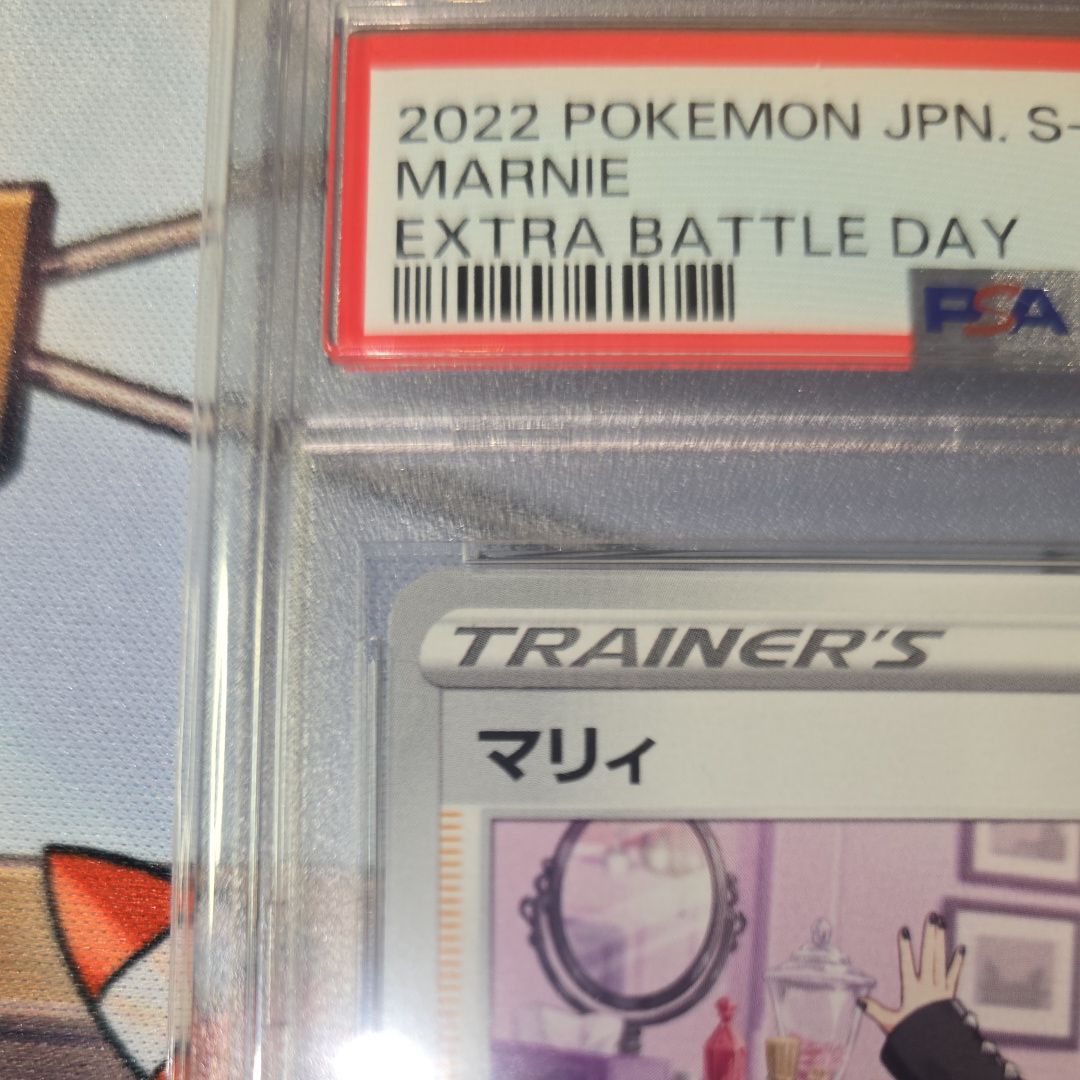 2022 POKEMON JPN. S-
MARNIE
EXTRA BATTLE DAY
PSA
TRAINER'S
マリィ